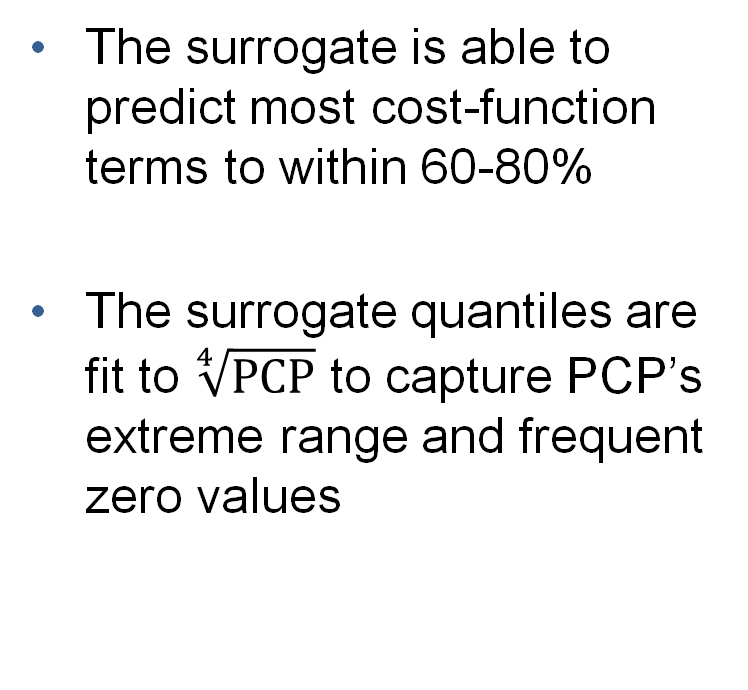 • The surrogate is able to
predict most cost-function
terms to within 60-80%
• The surrogate quantiles are
fit to ∜PCP to capture PCP’s
extreme range and frequent
zero values